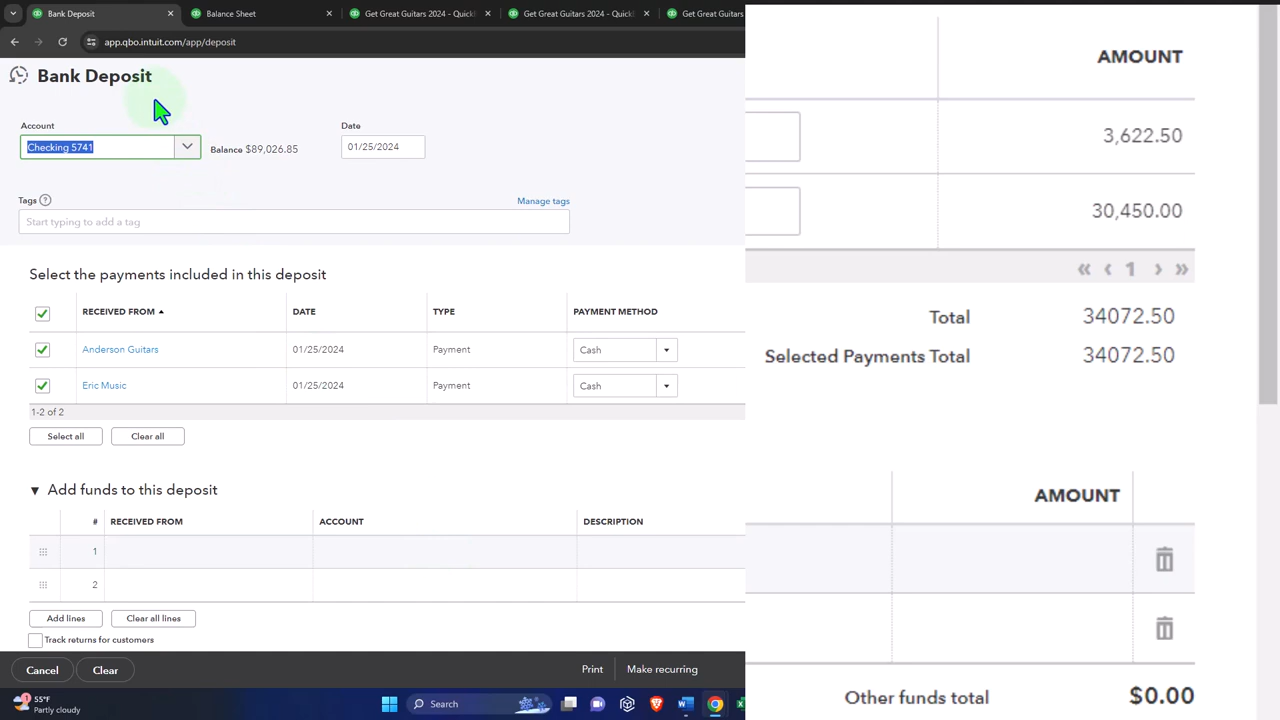 Bank Deposit
Balance Sheet
Get Great Guitars 2024 - QuickB
Get Great Guitars 2024 - QuickB
Get Great Guitars
app.qbo.intuit.com/app/deposit
Bank Deposit
Account
Date
Checking 5741
Balance $89,026.85
01/25/2024
Tags ?
Manage tags
Start typing to add a tag
Select the payments included in this deposit
RECEIVED FROM DATE TYPE PAYMENT METHOD AMOUNT
Anderson Guitars 01/25/2024 Payment Cash 3,622.50
Eric Music 01/25/2024 Payment Cash 30,450.00
1-2 of 2
« ‹ 1 › »
Select all Clear all
Total 34072.50
Selected Payments Total 34072.50
Add funds to this deposit
# RECEIVED FROM ACCOUNT DESCRIPTION AMOUNT
1
2
Add lines Clear all lines
Track returns for customers
Other funds total $0.00
Cancel Clear Print Make recurring
1
55°F
Partly cloudy
Search